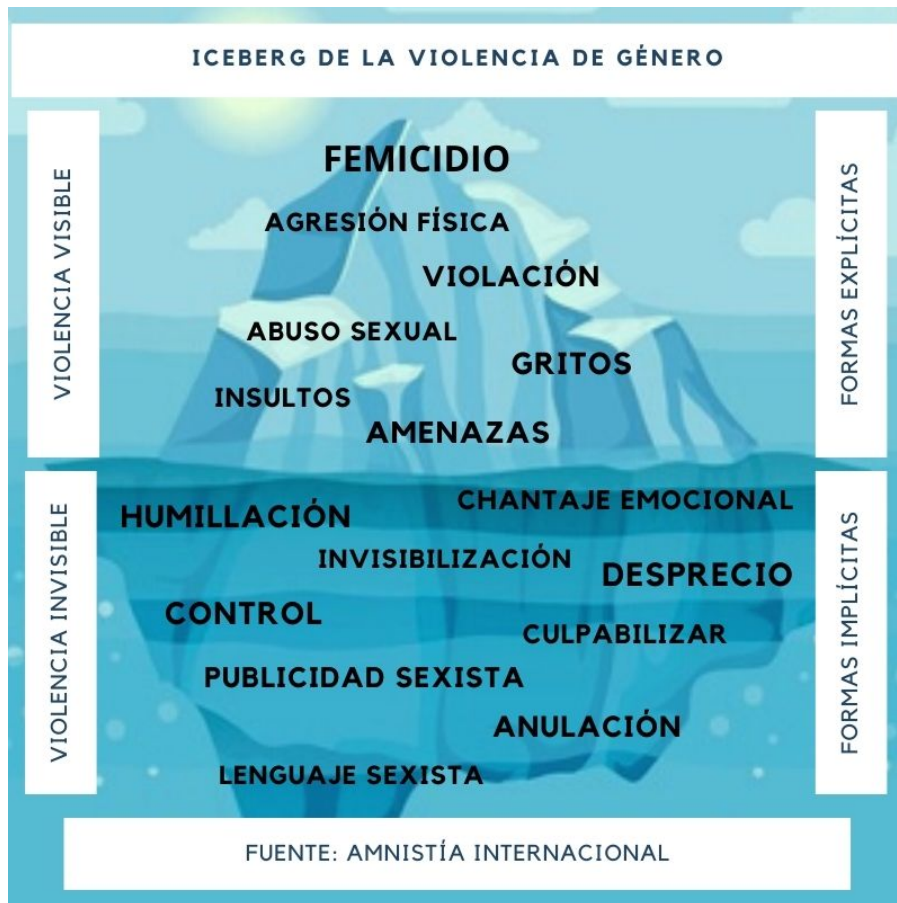 ICEBERG DE LA VIOLENCIA DE GÉNERO
VIOLENCIA VISIBLE
FORMAS EXPLÍCITAS
FEMICIDIO
AGRESIÓN FÍSICA
VIOLACIÓN
ABUSO SEXUAL
GRITOS
INSULTOS
AMENAZAS
VIOLENCIA INVISIBLE
FORMAS IMPLÍCITAS
CHANTAJE EMOCIONAL
HUMILLACIÓN
INVISIBILIZACIÓN
DESPRECIO
CONTROL
CULPABILIZAR
PUBLICIDAD SEXISTA
ANULACIÓN
LENGUAJE SEXISTA
FUENTE: AMNISTÍA INTERNACIONAL